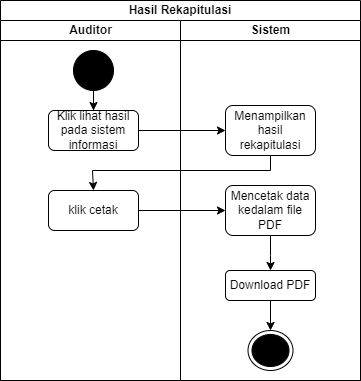 Hasil Rekapitulasi
Auditor
Sistem
Klik lihat hasil
pada sistem
informasi
Menampilkan
hasil
rekapitulasi
klik cetak
Mencetak data
kedalam file
PDF
Download PDF